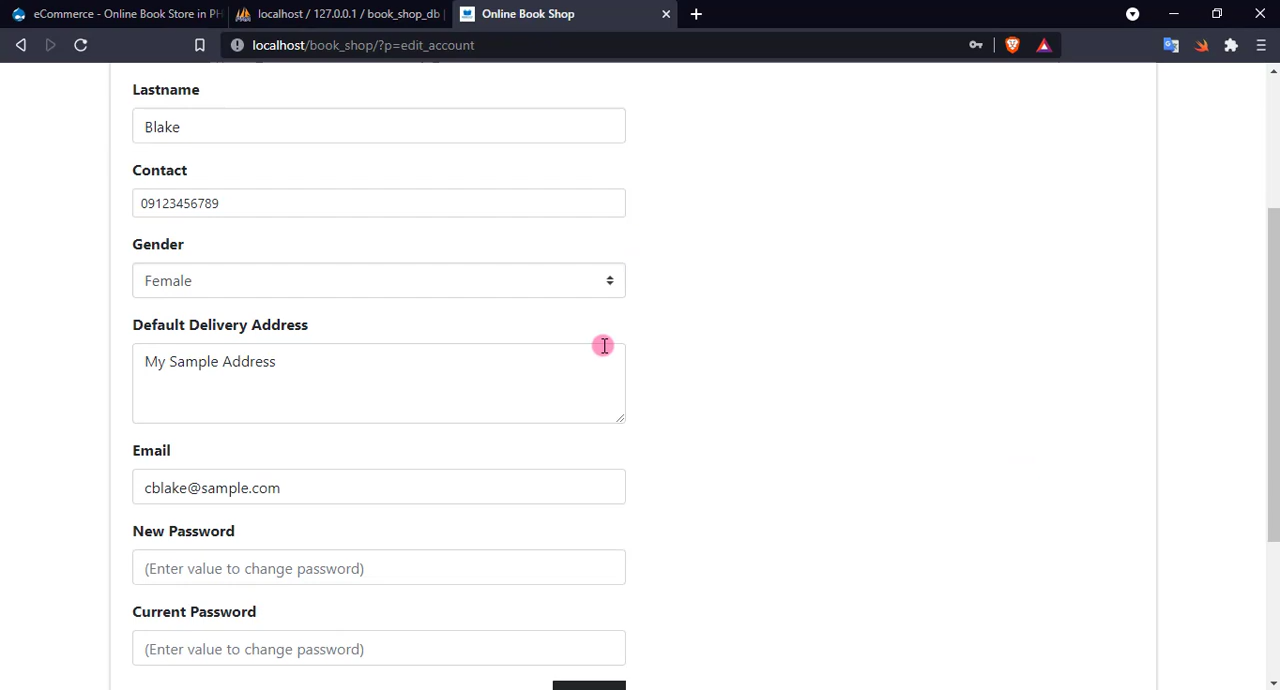 eCommerce - Online Book Store in PH
localhost / 127.0.0.1 / book_shop_db
Online Book Shop
localhost/book_shop/?p=edit_account
Lastname
Blake
Contact
09123456789
Gender
Female
Default Delivery Address
My Sample Address
Email
cblake@sample.com
New Password
(Enter value to change password)
Current Password
(Enter value to change password)